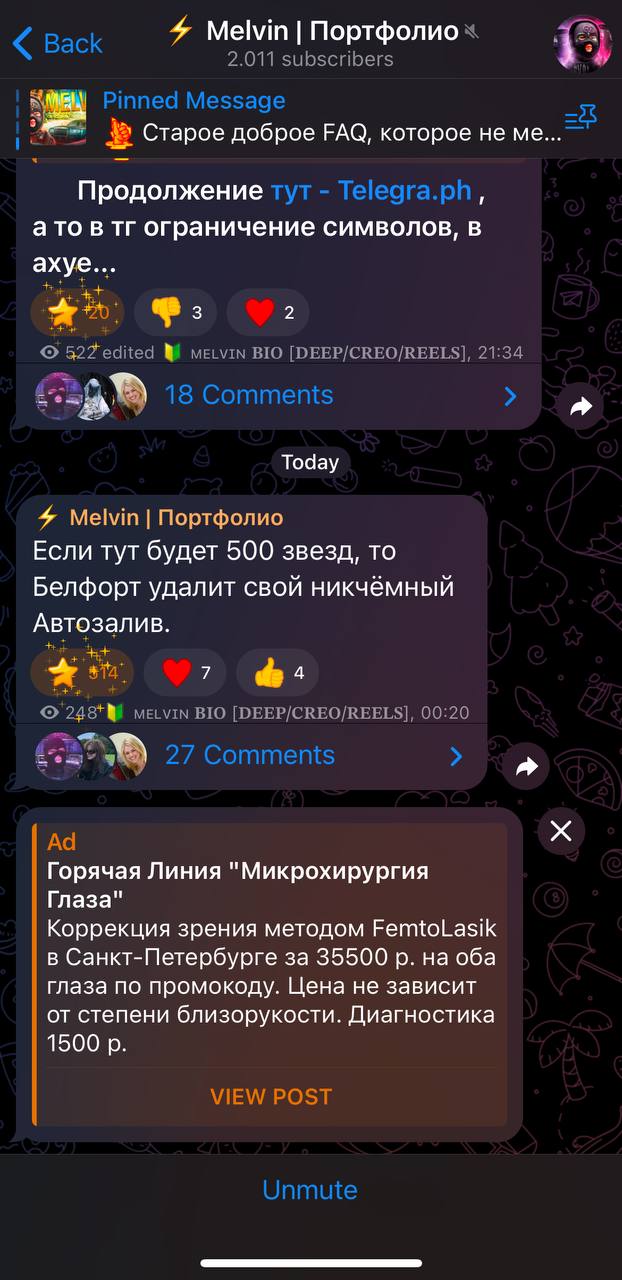 Back
⚡ Melvin | Портфолио
2.011 subscribers
Pinned Message
Старое доброе FAQ, которое не ме...
Продолжение тут - Telegra.ph ,
а то в тг ограничение символов, в
ахуе...
20 3 2
522 edited 🔰 MELVIN BIO [DEEP/CREO/REELS], 21:34
18 Comments
Today
⚡ Melvin | Портфолио
Если тут будет 500 звезд, то
Белфорт удалит свой никчёмный
Автозалив.
514 7 4
248 🔰 MELVIN BIO [DEEP/CREO/REELS], 00:20
27 Comments
Ad
Горячая Линия "Микрохирургия
Глаза"
Коррекция зрения методом FemtoLasik
в Санкт-Петербурге за 35500 р. на оба
глаза по промокоду. Цена не зависит
от степени близорукости. Диагностика
1500 р.
VIEW POST
Unmute